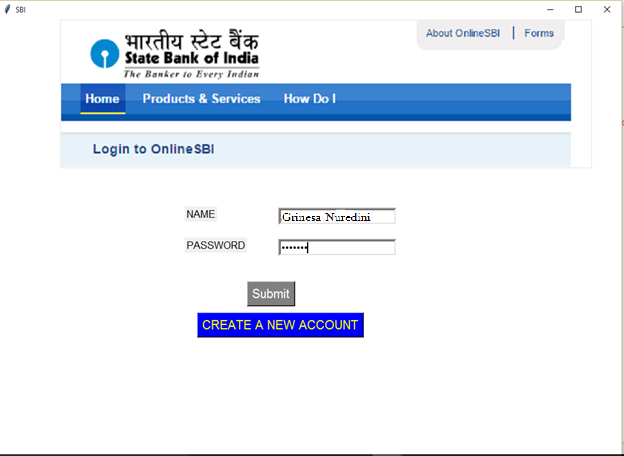 SBI
भारतीय स्टेट बैंक
State Bank of India
The Banker to Every Indian
About OnlineSBI | Forms
Home Products & Services How Do I
Login to OnlineSBI
NAME Grinesa Nuredini
PASSWORD •••••••
Submit
CREATE A NEW ACCOUNT